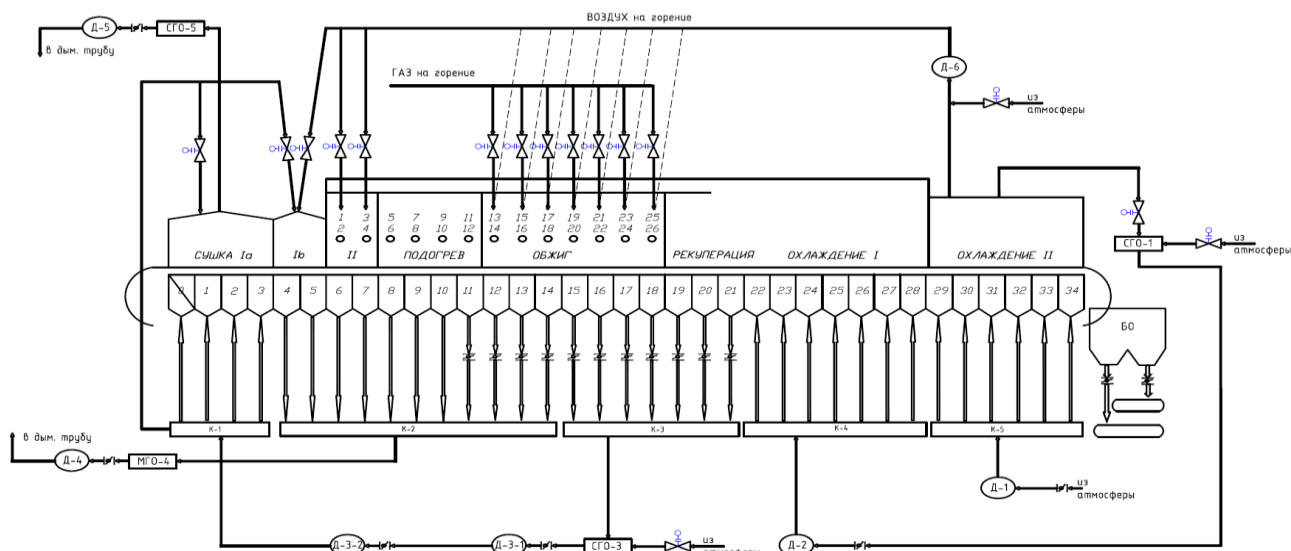 ВОЗДУХ на горение
Д-5
СГО-5
в дым. трубу
ГАЗ на горение
Д-6
из
атмосферы
СГО-1
из
атмосферы
1 3 5 7 9 11 13 15 17 19 21 23 25
2 4 6 8 10 12 14 16 18 20 22 24 26
СУШКА Iа Ib II ПОДОГРЕВ ОБЖИГ РЕКУПЕРАЦИЯ ОХЛАЖДЕНИЕ I ОХЛАЖДЕНИЕ II
0 1 2 3 4 5 6 7 8 9 10 11 12 13 14 15 16 17 18 19 20 21 22 23 24 25 26 27 28 29 30 31 32 33 34
БО
К-1 К-2 К-3 К-4 К-5
в дым. трубу
Д-4
МГО-4
Д-1
из
атмосферы
Д-3-2
Д-3-1
СГО-3
из
атмосферы
Д-2